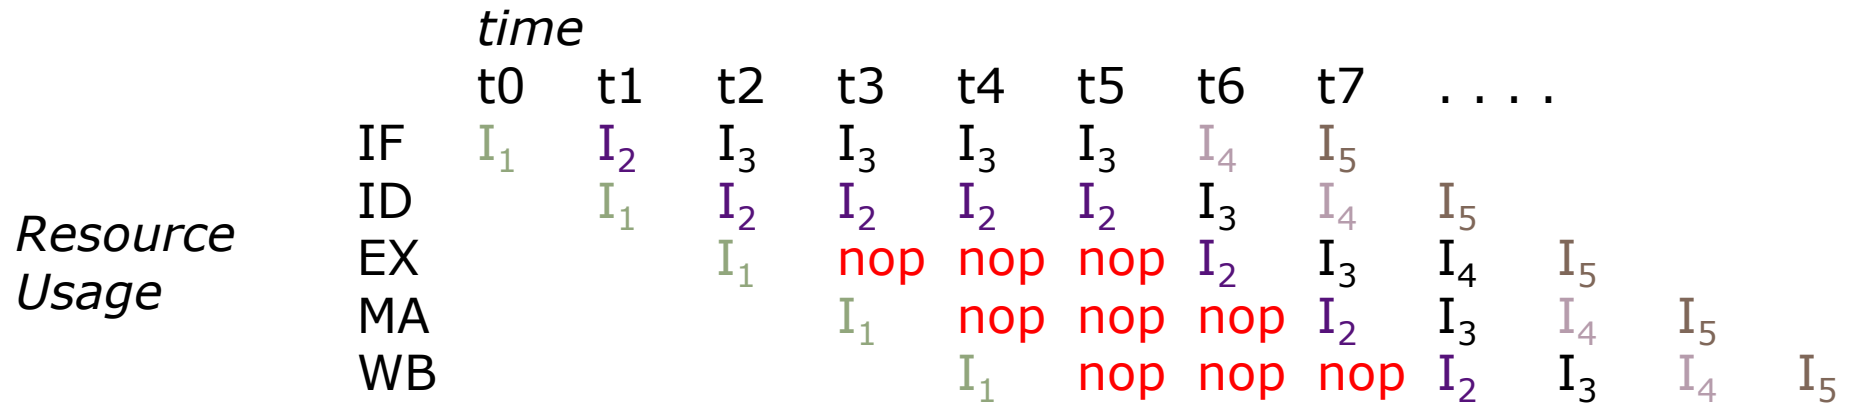 time
t0 t1 t2 t3 t4 t5 t6 t7 . . . .
IF I₁ I₂ I₃ I₃ I₃ I₃ I₄ I₅
ID I₁ I₂ I₂ I₂ I₂ I₃ I₄ I₅
Resource
EX I₁ nop nop nop I₂ I₃ I₄ I₅
Usage
MA I₁ nop nop nop I₂ I₃ I₄ I₅
WB I₁ nop nop nop I₂ I₃ I₄ I₅